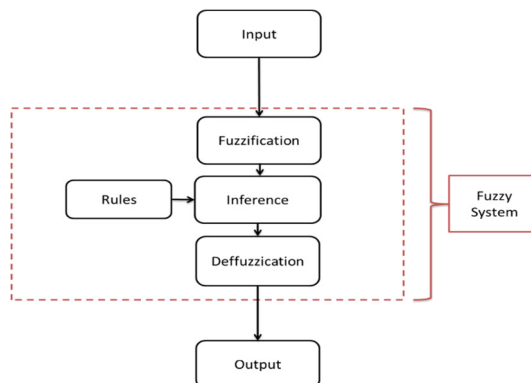 Input
Fuzzification
Rules
Inference
Fuzzy
System
Deffuzzication
Output